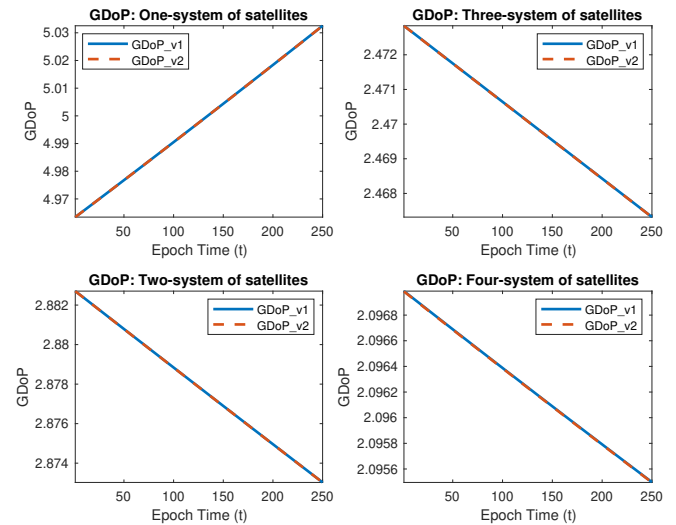 GDoP: One-system of satellites
5.03
5.02
5.01
5
4.99
4.98
4.97
GDoP
GDoP_v1
GDoP_v2
50 100 150 200 250
Epoch Time (t)
GDoP: Three-system of satellites
2.472
2.471
2.47
2.469
2.468
GDoP
GDoP_v1
GDoP_v2
50 100 150 200 250
Epoch Time (t)
GDoP: Two-system of satellites
2.882
2.88
2.878
2.876
2.874
GDoP
GDoP_v1
GDoP_v2
50 100 150 200 250
Epoch Time (t)
GDoP: Four-system of satellites
2.0968
2.0966
2.0964
2.0962
2.096
2.0958
2.0956
GDoP
GDoP_v1
GDoP_v2
50 100 150 200 250
Epoch Time (t)